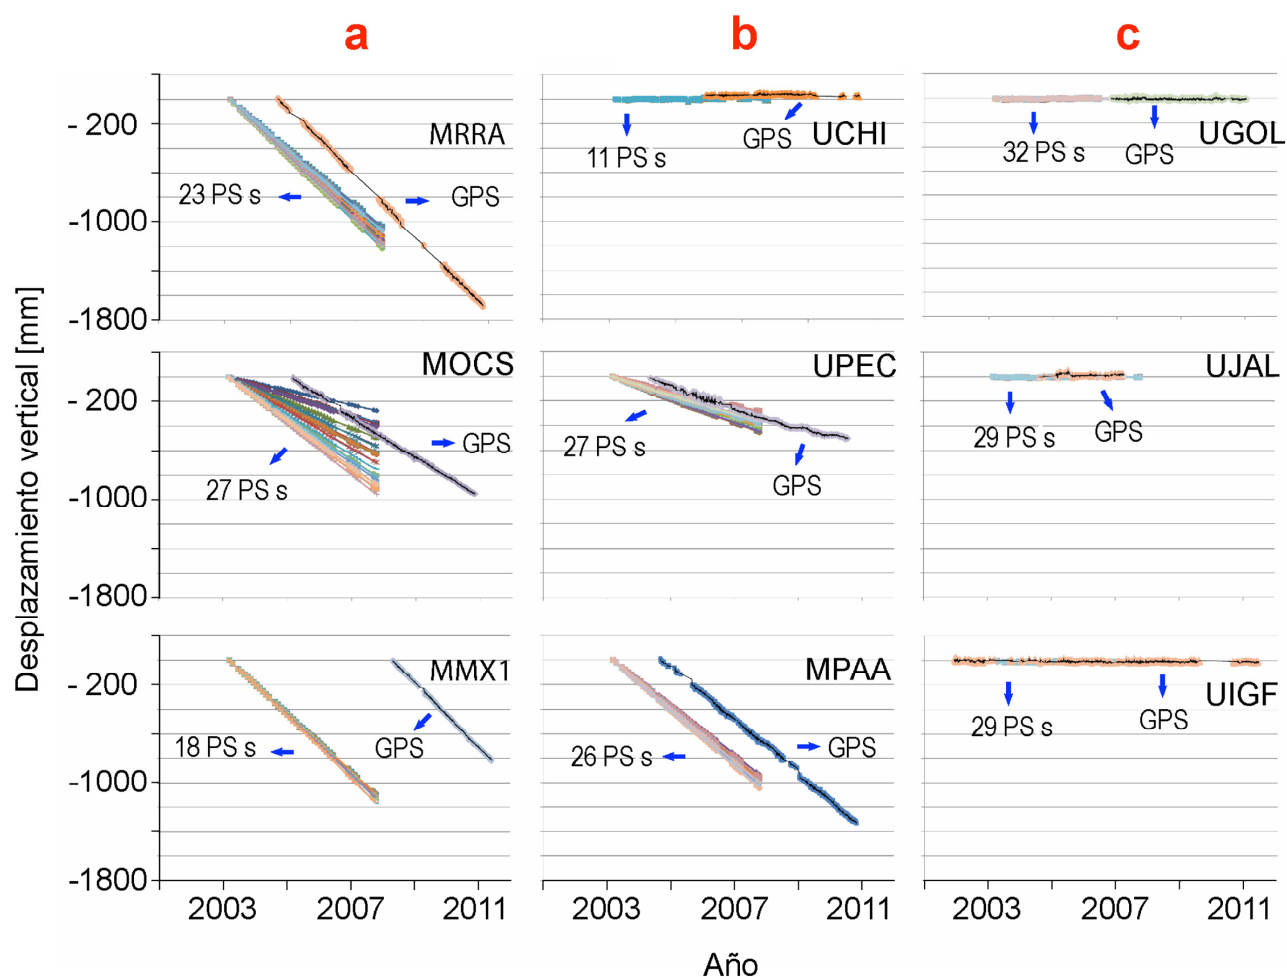 a b c
Desplazamiento vertical [mm]
- 200
-1000
-1800
MRRA
23 PS s
GPS
UCHI
11 PS s
GPS
UGOL
32 PS s
GPS
- 200
-1000
-1800
MOCS
27 PS s
GPS
UPEC
27 PS s
GPS
UJAL
29 PS s
GPS
- 200
-1000
-1800
MMX1
18 PS s
GPS
MPAA
26 PS s
GPS
UIGF
29 PS s
GPS
2003 2007 2011 2003 2007 2011 2003 2007 2011
Año